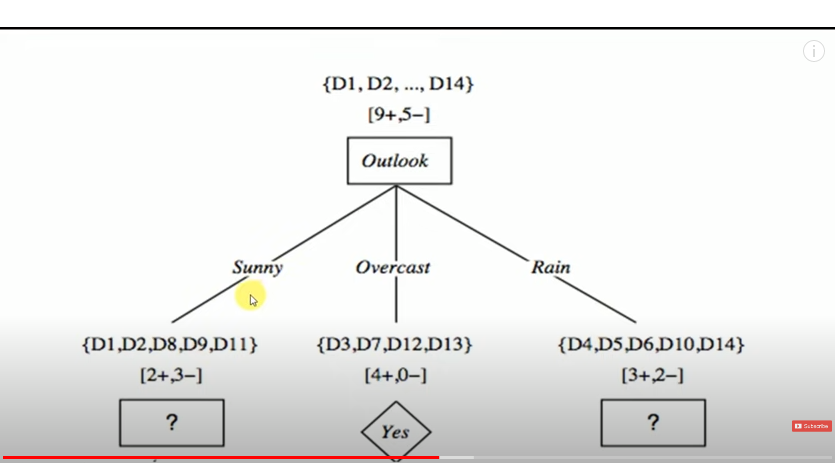 {D1, D2, ..., D14}
[9+,5−]
Outlook
Sunny Overcast Rain
{D1,D2,D8,D9,D11} {D3,D7,D12,D13} {D4,D5,D6,D10,D14}
[2+,3−] [4+,0−] [3+,2−]
? Yes ?
Subscribe